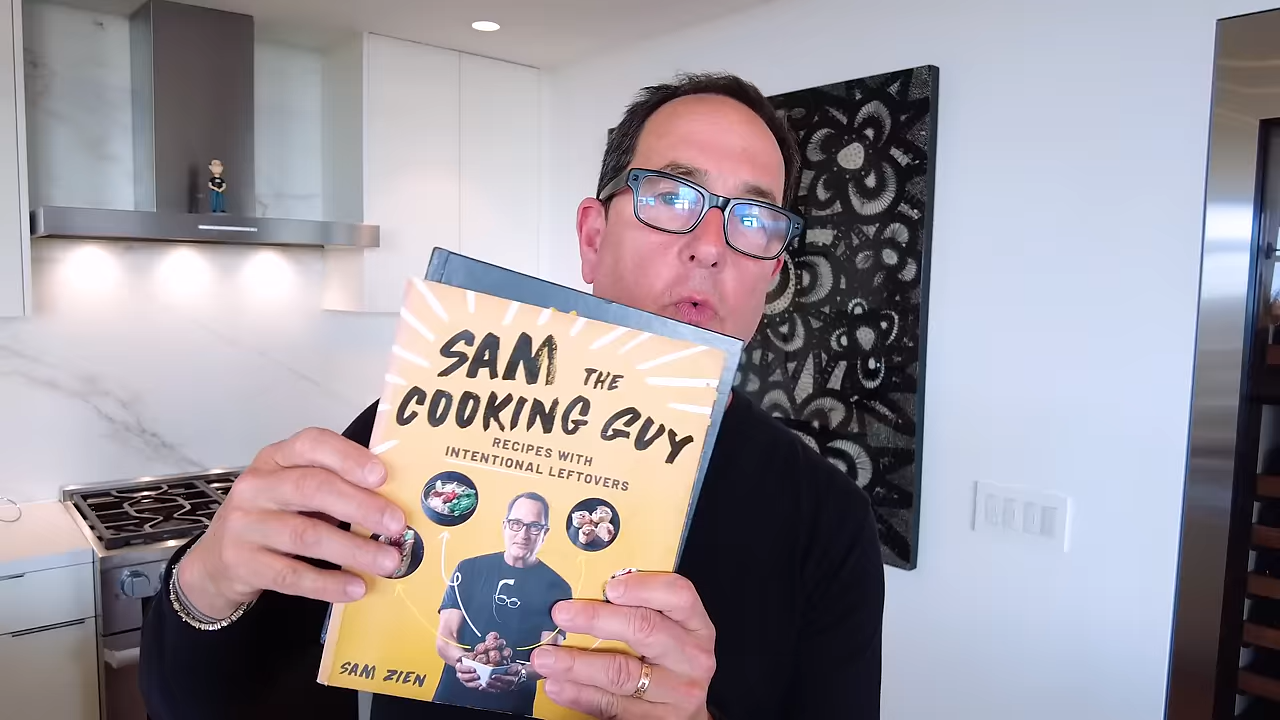 SAM THE
COOKING GUY
RECIPES WITH
INTENTIONAL LEFTOVERS
SAM ZIEN